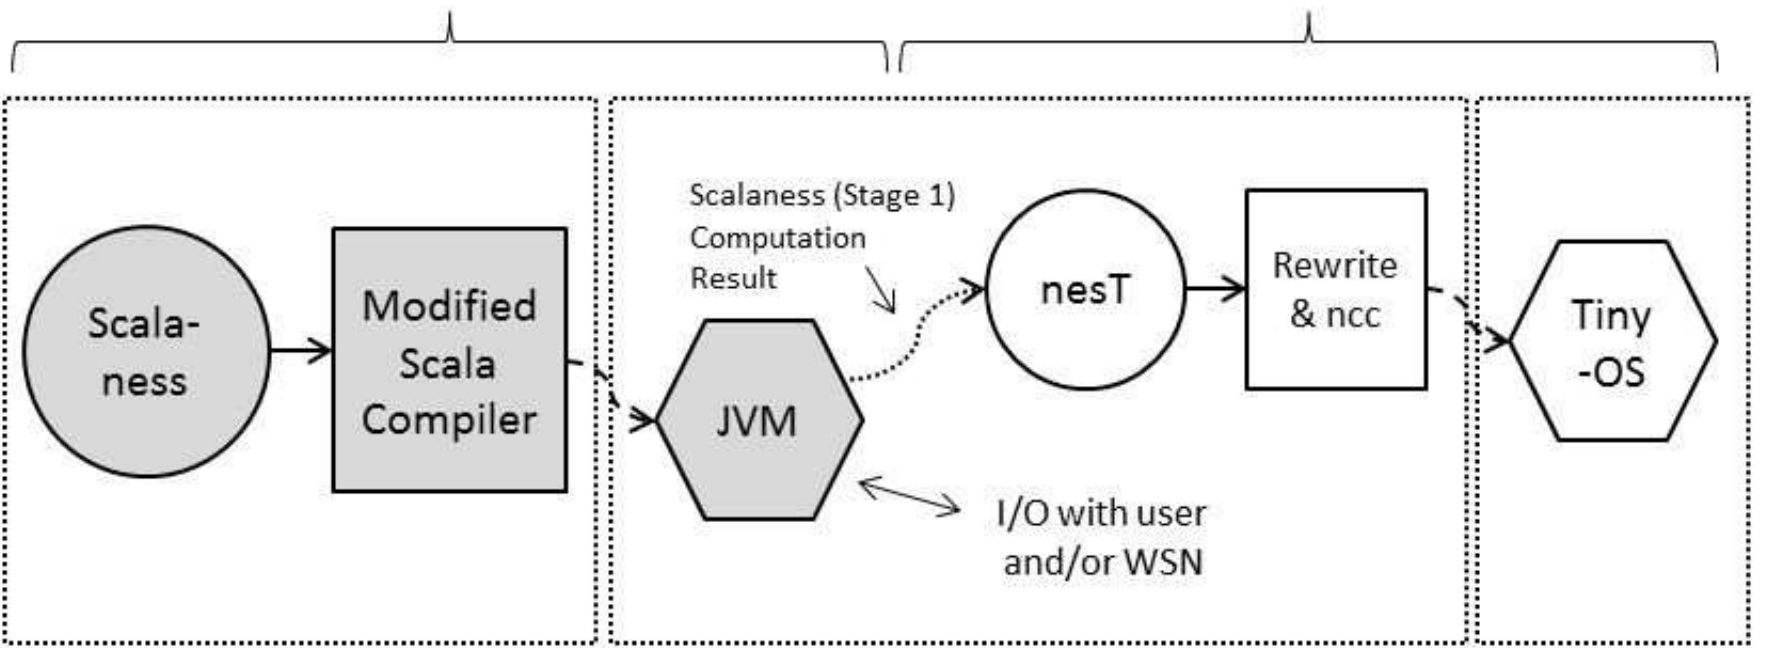 Scala-
ness
Modified
Scala
Compiler
Scalaness (Stage 1)
Computation
Result
JVM
I/O with user
and/or WSN
nesT
Rewrite
& ncc
Tiny
-OS